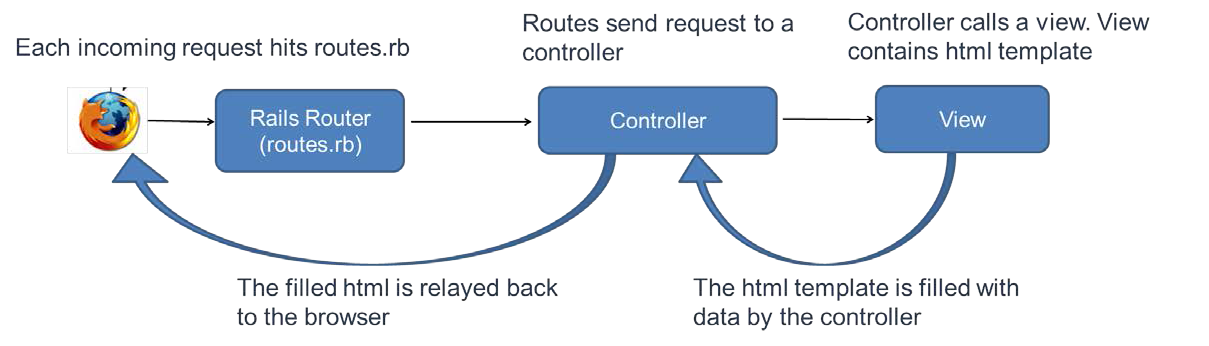 Each incoming request hits routes.rb
Routes send request to a
controller
Controller calls a view. View
contains html template
Rails Router
(routes.rb)
Controller
View
The filled html is relayed back
to the browser
The html template is filled with
data by the controller